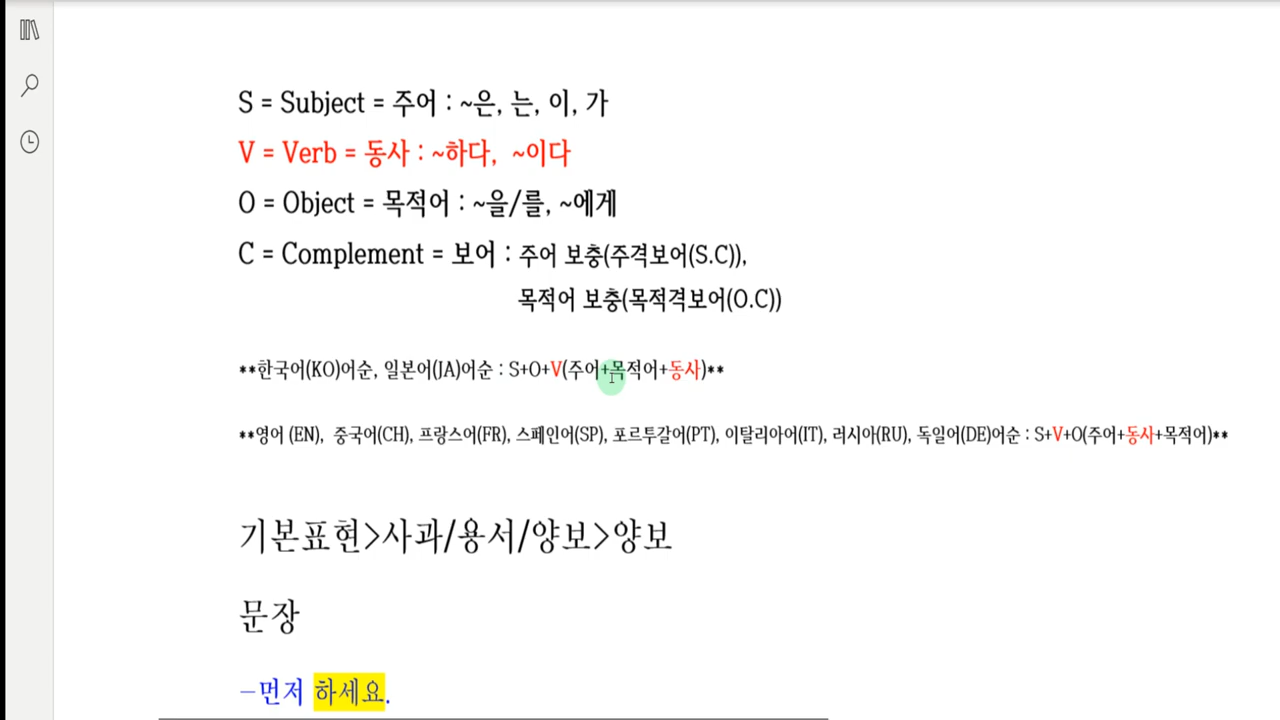 S = Subject = 주어 : ~은, 는, 이, 가
V = Verb = 동사 : ~하다, ~이다
O = Object = 목적어 : ~을/를, ~에게
C = Complement = 보어 : 주어 보충(주격보어(S.C)),
목적어 보충(목적격보어(O.C))
**한국어(KO)어순, 일본어(JA)어순 : S+O+V(주어+목적어+동사)**
**영어 (EN), 중국어(CH), 프랑스어(FR), 스페인어(SP), 포르투갈어(PT), 이탈리아어(IT), 러시아(RU), 독일어(DE)어순 : S+V+O(주어+동사+목적어)**
기본표현>사과/용서/양보>양보
문장
-먼저 하세요.